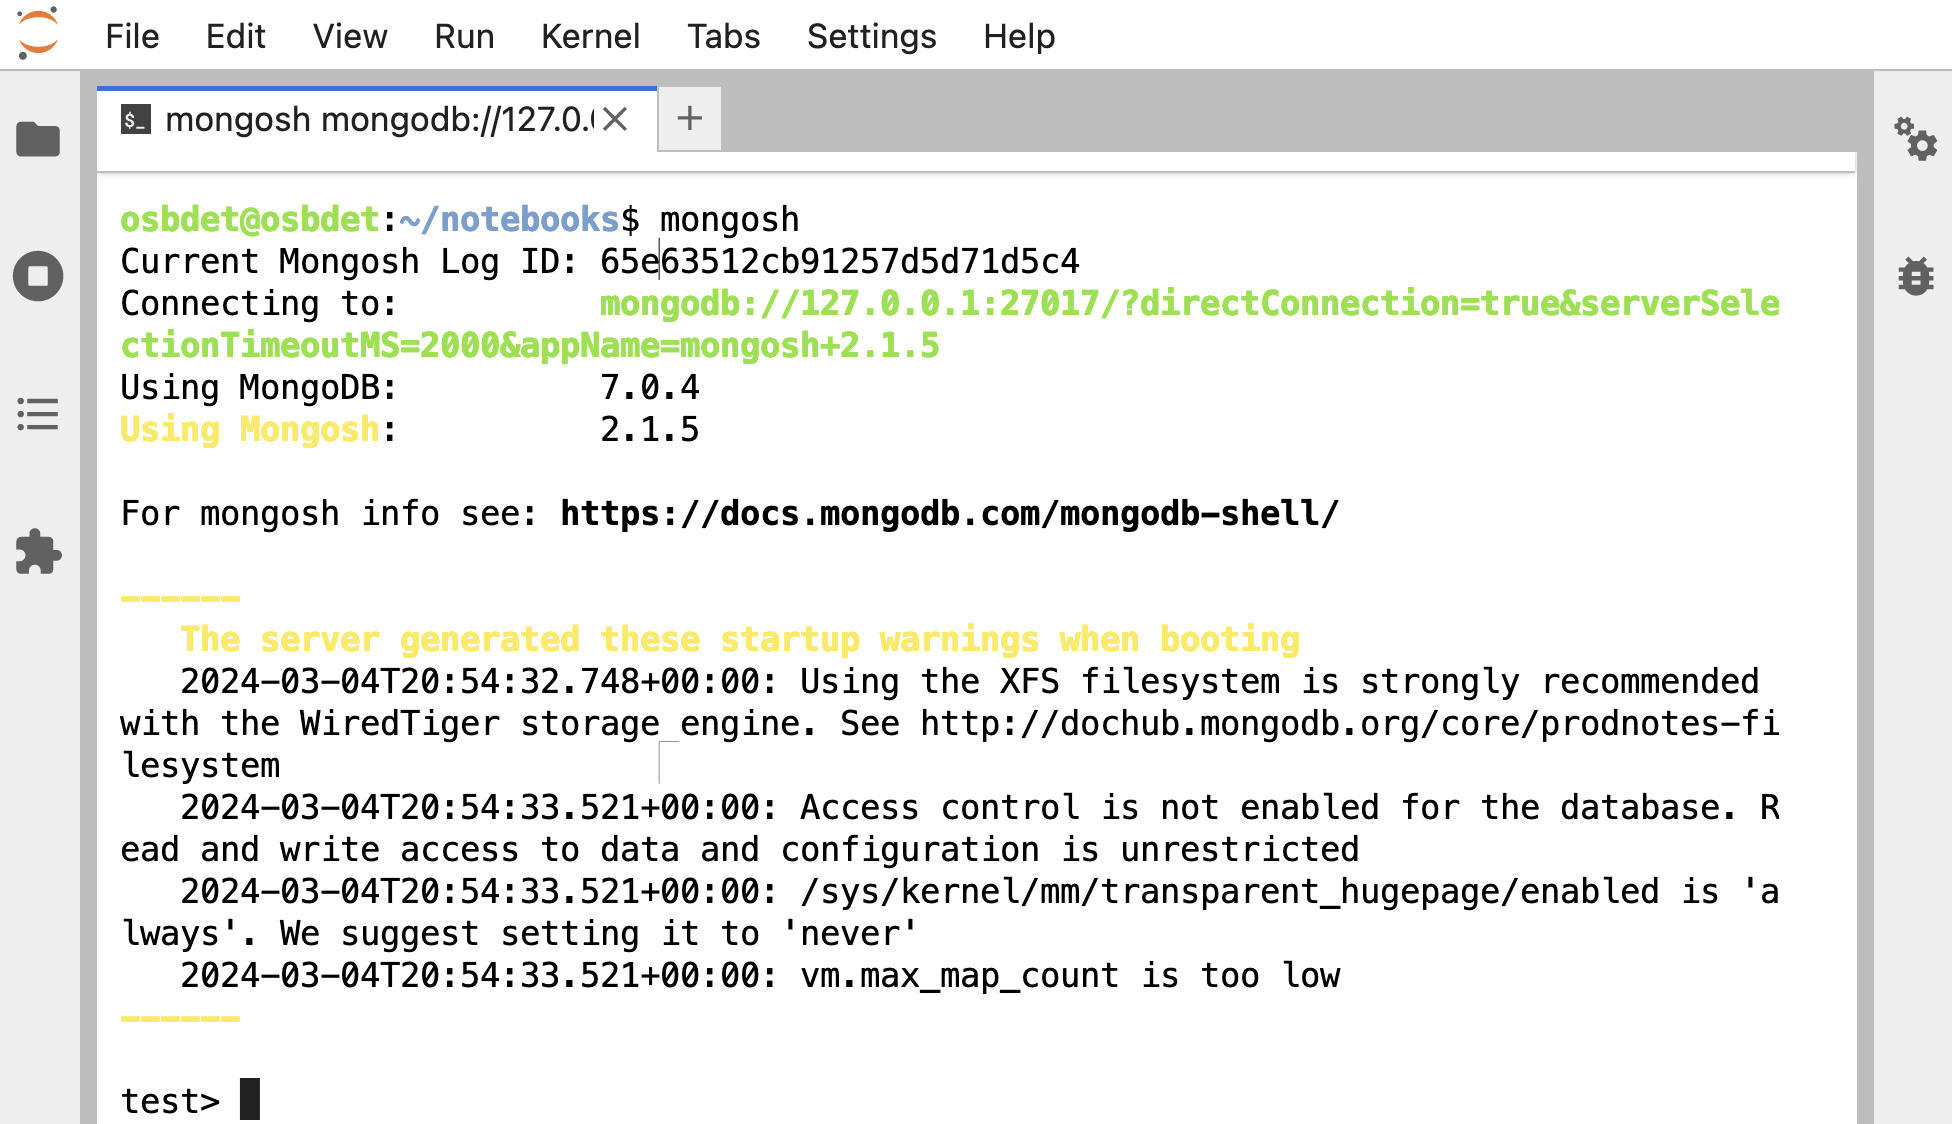 File Edit View Run Kernel Tabs Settings Help
$_ mongosh mongodb://127.0.
osbdet@osbdet:~/notebooks$ mongosh
Current Mongosh Log ID: 65e63512cb91257d5d71d5c4
Connecting to: mongodb://127.0.0.1:27017/?directConnection=true&serverSele
ctionTimeoutMS=2000&appName=mongosh+2.1.5
Using MongoDB: 7.0.4
Using Mongosh: 2.1.5
For mongosh info see: https://docs.mongodb.com/mongodb-shell/
------
The server generated these startup warnings when booting
2024-03-04T20:54:32.748+00:00: Using the XFS filesystem is strongly recommended
with the WiredTiger storage engine. See http://dochub.mongodb.org/core/prodnotes-fi
lesystem
2024-03-04T20:54:33.521+00:00: Access control is not enabled for the database. R
ead and write access to data and configuration is unrestricted
2024-03-04T20:54:33.521+00:00: /sys/kernel/mm/transparent_hugepage/enabled is 'a
lways'. We suggest setting it to 'never'
2024-03-04T20:54:33.521+00:00: vm.max_map_count is too low
------
test>